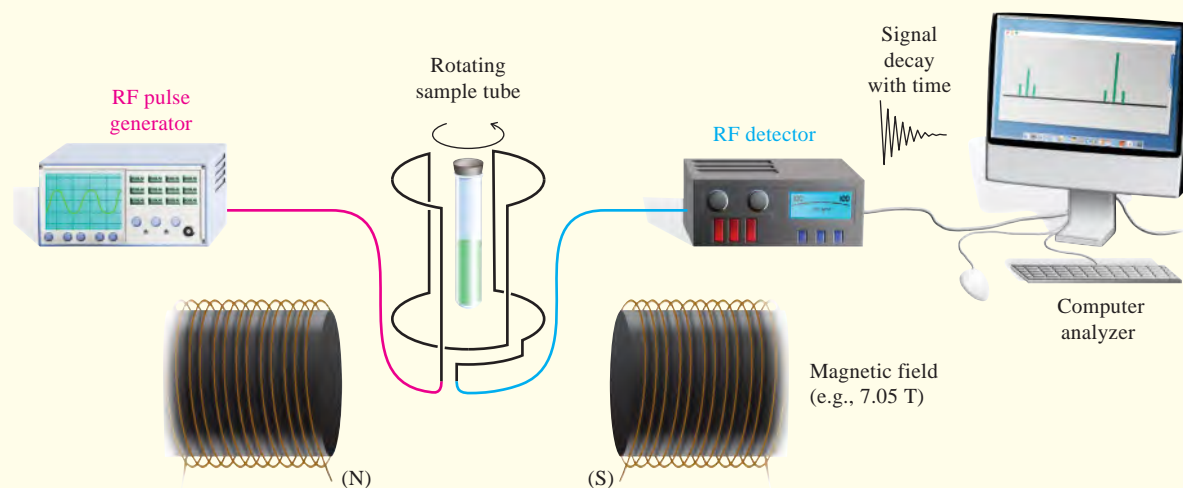 RF pulse
generator
Rotating
sample tube
RF detector
Signal
decay
with time
Computer
analyzer
Magnetic field
(e.g., 7.05 T)
(N)
(S)